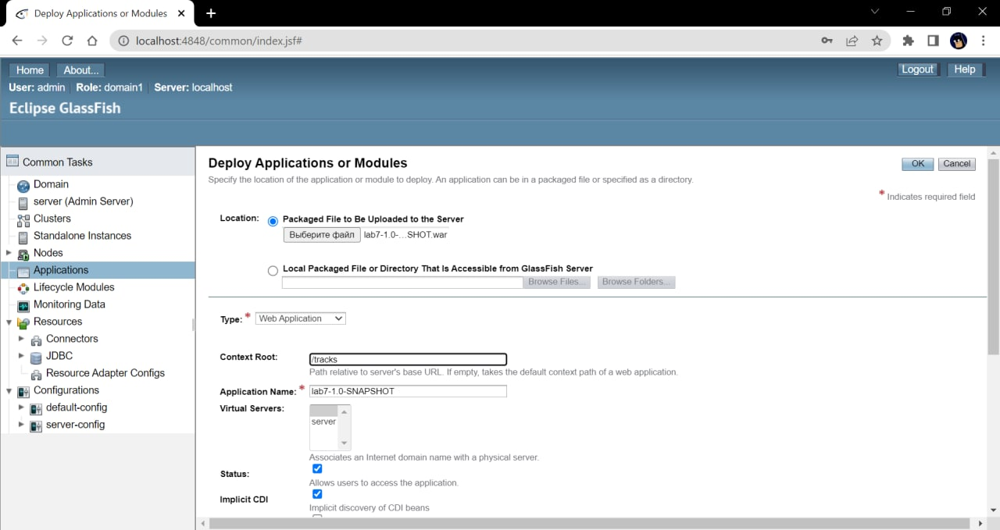 Deploy Applications or Modules
localhost:4848/common/index.jsf#
Home About... Logout Help
User: admin Role: domain1 Server: localhost
Eclipse GlassFish
Common Tasks
Domain
server (Admin Server)
Clusters
Standalone Instances
Nodes
Applications
Lifecycle Modules
Monitoring Data
Resources
Connectors
JDBC
Resource Adapter Configs
Configurations
default-config
server-config
Deploy Applications or Modules
OK Cancel
Specify the location of the application or module to deploy. An application can be in a packaged file or specified as a directory.
* Indicates required field
Location: Packaged File to Be Uploaded to the Server
Выберите файл lab7-1.0-...SHOT.war
Local Packaged File or Directory That Is Accessible from GlassFish Server
Browse Files... Browse Folders...
Type: * Web Application
Context Root: /tracks
Path relative to server's base URL. If empty, takes the default context path of a web application.
Application Name: * lab7-1.0-SNAPSHOT
Virtual Servers:
server
Associates an Internet domain name with a physical server.
Status:
Allows users to access the application.
Implicit CDI
Implicit discovery of CDI beans